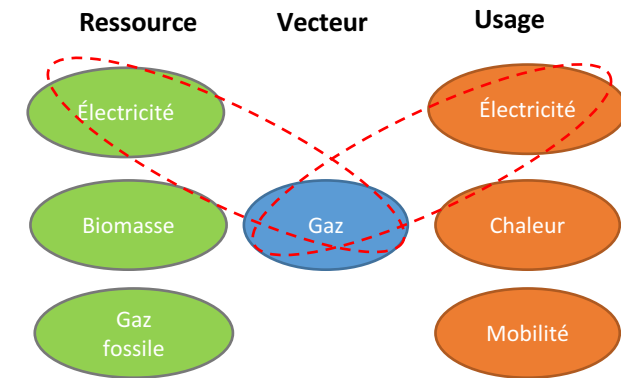 Ressource Vecteur Usage
Électricité Électricité
Biomasse Gaz Chaleur
Gaz
fossile
Mobilité